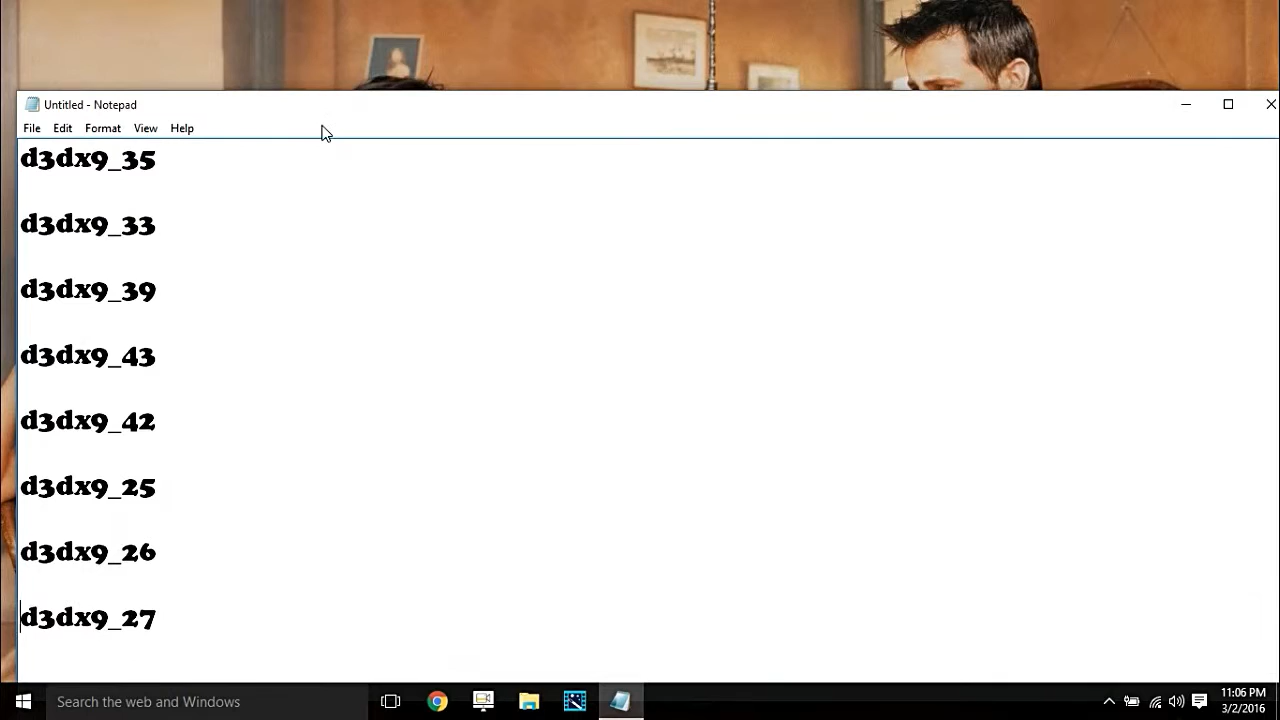 Untitled - Notepad
File Edit Format View Help
d3dx9_35
d3dx9_33
d3dx9_39
d3dx9_43
d3dx9_42
d3dx9_25
d3dx9_26
d3dx9_27
Search the web and Windows
11:06 PM
3/2/2016